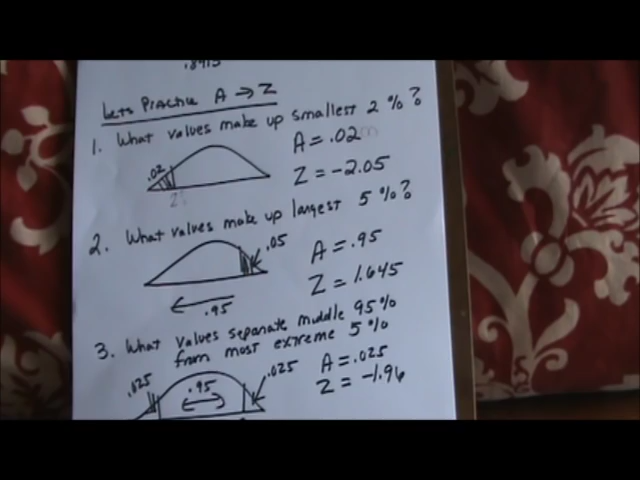 .8413
Lets Practice A → Z
1. What values make up smallest 2%?
.02
A = .02
Z = -2.05
Z
2. What values make up largest 5%?
.05
A = .95
Z = 1.645
.95
3. What values separate middle 95%
from most extreme 5%
.025
.95
.025
A = .025
Z = -1.96